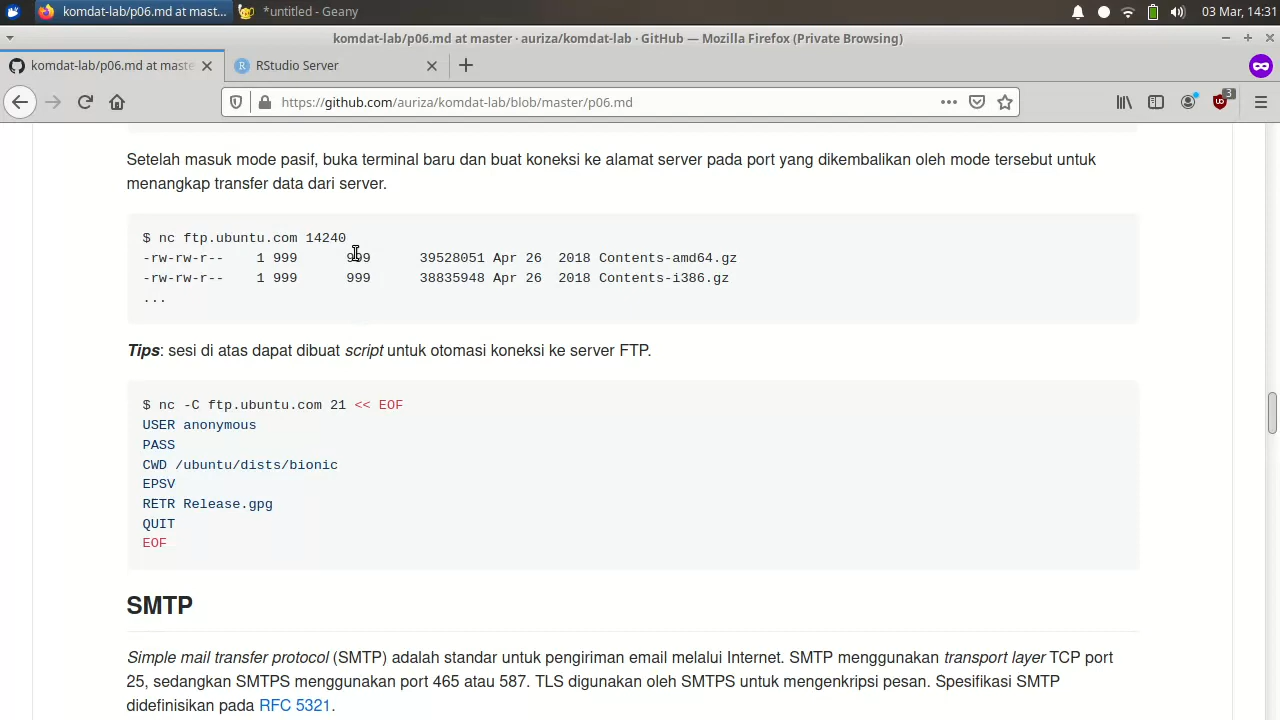 komdat-lab/p06.md at mast...
*untitled - Geany
03 Mar, 14:31
komdat-lab/p06.md at master · auriza/komdat-lab · GitHub — Mozilla Firefox (Private Browsing)
komdat-lab/p06.md at maste
RStudio Server
https://github.com/auriza/komdat-lab/blob/master/p06.md
3
Setelah masuk mode pasif, buka terminal baru dan buat koneksi ke alamat server pada port yang dikembalikan oleh mode tersebut untuk
menangkap transfer data dari server.
$ nc ftp.ubuntu.com 14240
-rw-rw-r--    1 999      999      39528051 Apr 26  2018 Contents-amd64.gz
-rw-rw-r--    1 999      999      38835948 Apr 26  2018 Contents-i386.gz
...
Tips: sesi di atas dapat dibuat script untuk otomasi koneksi ke server FTP.
$ nc -C ftp.ubuntu.com 21 << EOF
USER anonymous
PASS
CWD /ubuntu/dists/bionic
EPSV
RETR Release.gpg
QUIT
EOF
SMTP
Simple mail transfer protocol (SMTP) adalah standar untuk pengiriman email melalui Internet. SMTP menggunakan transport layer TCP port
25, sedangkan SMTPS menggunakan port 465 atau 587. TLS digunakan oleh SMTPS untuk mengenkripsi pesan. Spesifikasi SMTP
didefinisikan pada RFC 5321.